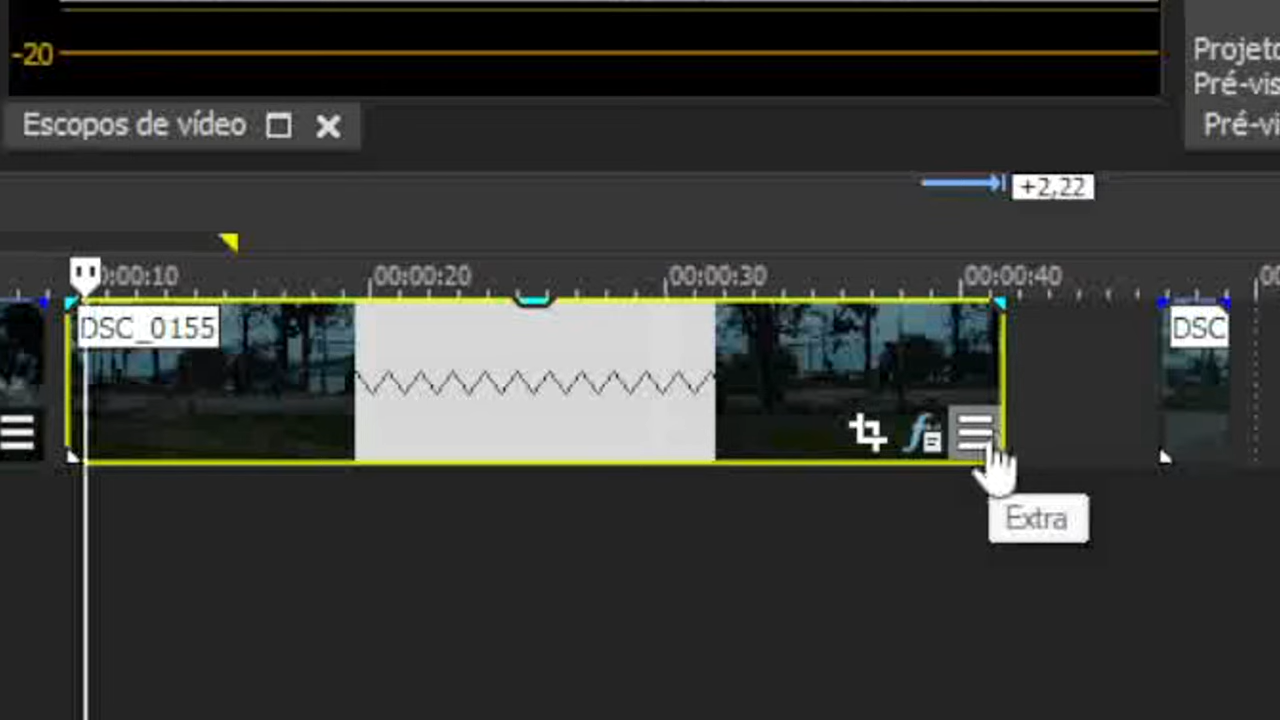 -20
Projeto
Pré-vis
Escopos de vídeo
Pré-vi
+2,22
0:00:10
00:00:20
00:00:30
00:00:40
00
DSC_0155
DSC
Extra